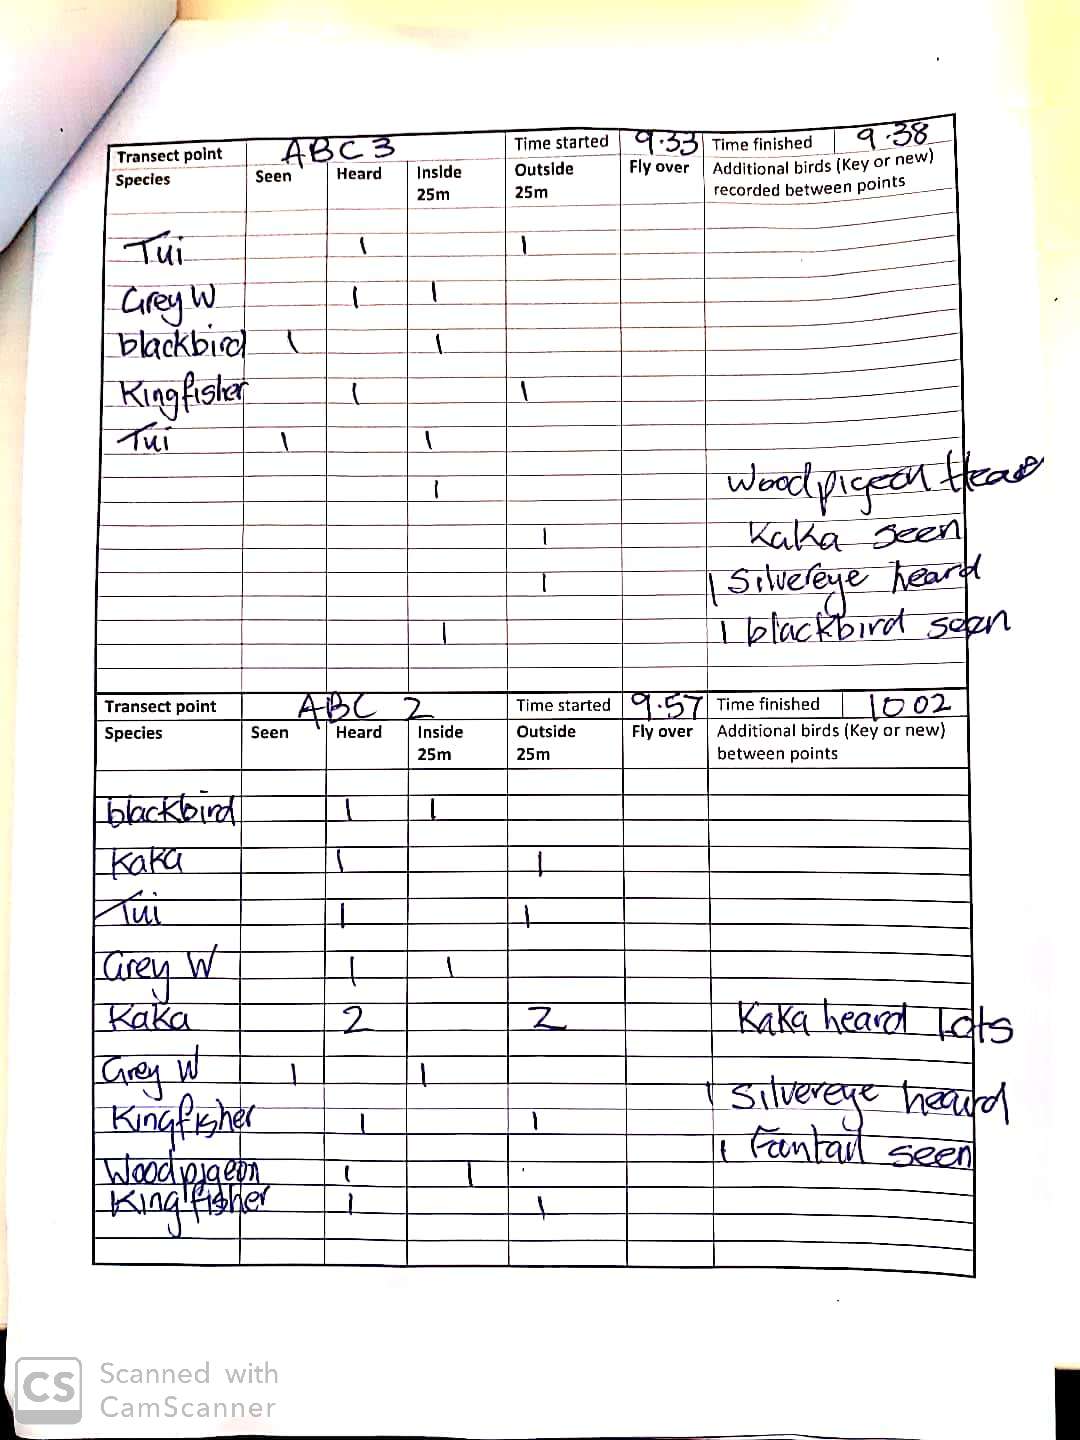 Transect point ABC3 Time started 9.33 Time finished 9.38
Species Seen Heard Inside 25m Outside 25m Fly over Additional birds (Key or new) recorded between points
Tui 1 1
Grey W 1 1
blackbird 1 1
Kingfisher 1 1
Tui 1 1
1 Woodpigeon
1 Kaka seen
1 1 Silvereye heard
1 1 blackbird seen
Transect point ABC 2 Time started 9.57 Time finished 1002
Species Seen Heard Inside 25m Outside 25m Fly over Additional birds (Key or new) between points
blackbird 1 1
Kaka 1 1
Tui 1 1
Grey W 1 1
Kaka 2 2 Kaka heard Lots
Grey W 1 1
1 Silvereye heard
Kingfisher 1 1
1 Fantail seen
Woodpigeon 1 1
Kingfisher 1 1
CS Scanned with
CamScanner